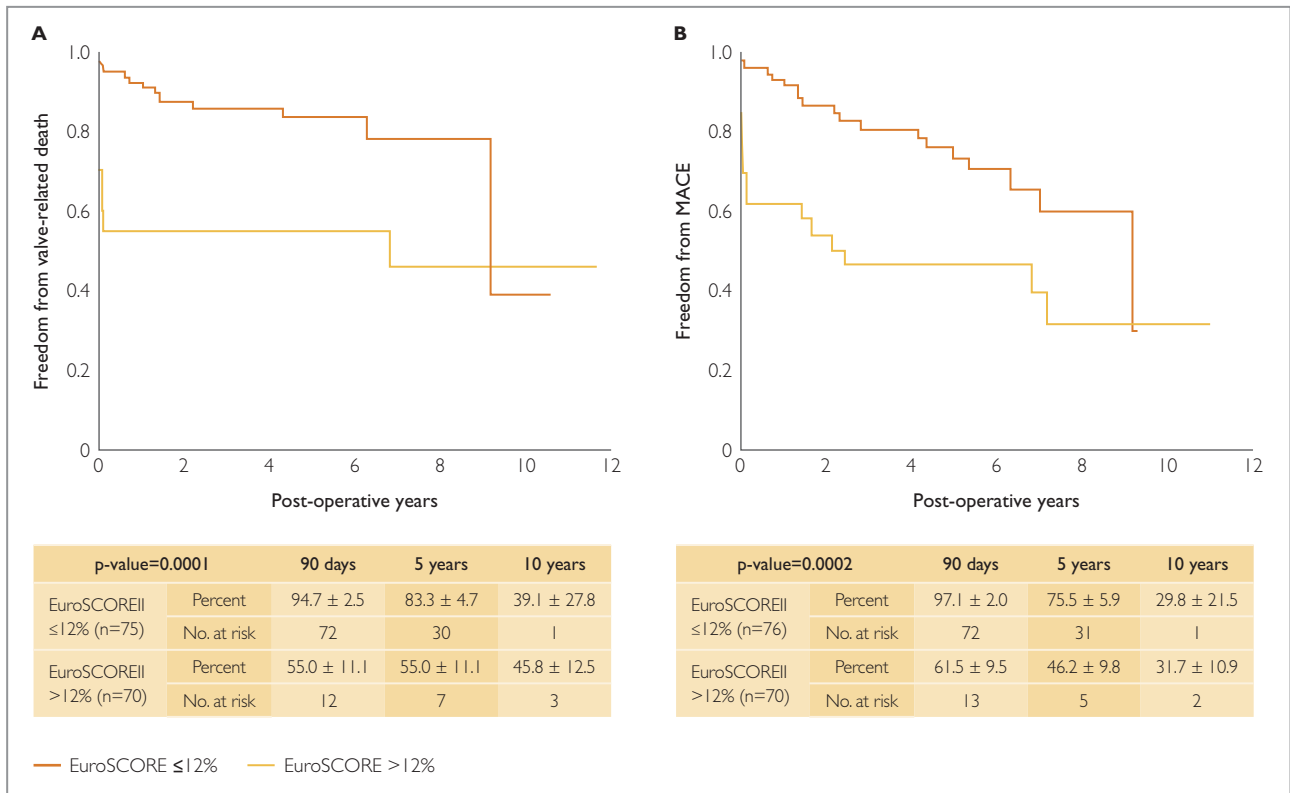 A
Freedom from valve-related death
1.0
0.8
0.6
0.4
0.2
0
0 2 4 6 8 10 12
Post-operative years
p-value=0.0001 90 days 5 years 10 years
EuroSCOREII ≤12% (n=75) Percent 94.7 ± 2.5 83.3 ± 4.7 39.1 ± 27.8
No. at risk 72 30 1
EuroSCOREII >12% (n=70) Percent 55.0 ± 11.1 55.0 ± 11.1 45.8 ± 12.5
No. at risk 12 7 3
B
Freedom from MACE
1.0
0.8
0.6
0.4
0.2
0
0 2 4 6 8 10 12
Post-operative years
p-value=0.0002 90 days 5 years 10 years
EuroSCOREII ≤12% (n=76) Percent 97.1 ± 2.0 75.5 ± 5.9 29.8 ± 21.5
No. at risk 72 31 1
EuroSCOREII >12% (n=70) Percent 61.5 ± 9.5 46.2 ± 9.8 31.7 ± 10.9
No. at risk 13 5 2
EuroSCORE ≤12% EuroSCORE >12%